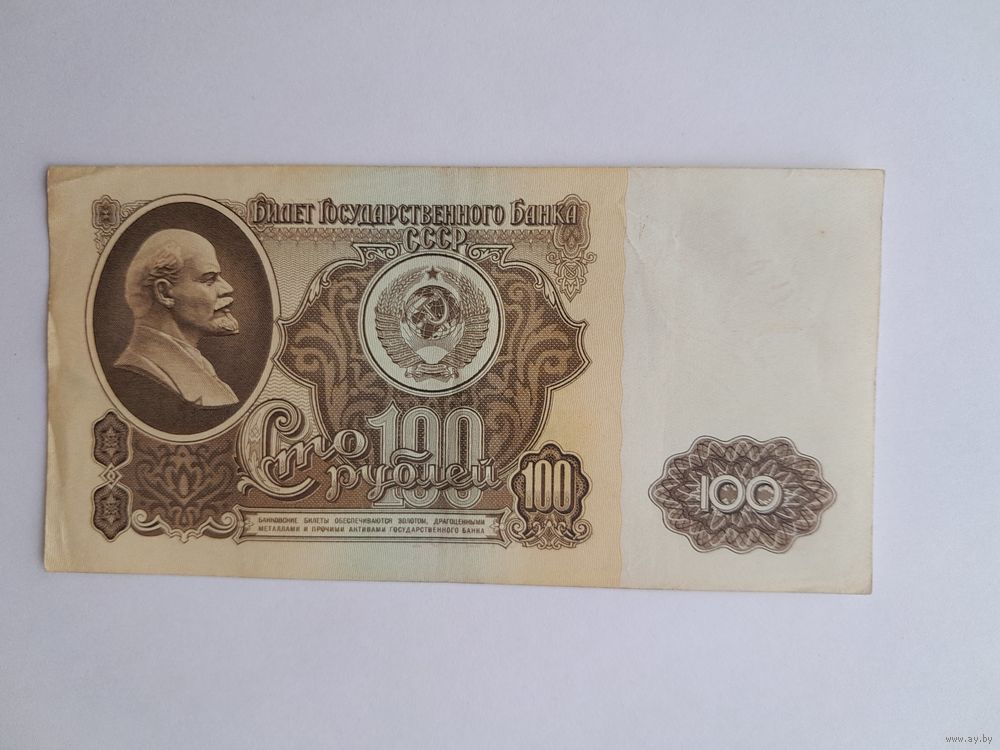 Билет Государственного Банка
СССР
100
Сто рублей
100
БАНКОВСКИЕ БИЛЕТЫ ОБЕСПЕЧИВАЮТСЯ ЗОЛОТОМ, ДРАГОЦЕННЫМИ
МЕТАЛЛАМИ И ПРОЧИМИ АКТИВАМИ ГОСУДАРСТВЕННОГО БАНКА
100
www.ay.by